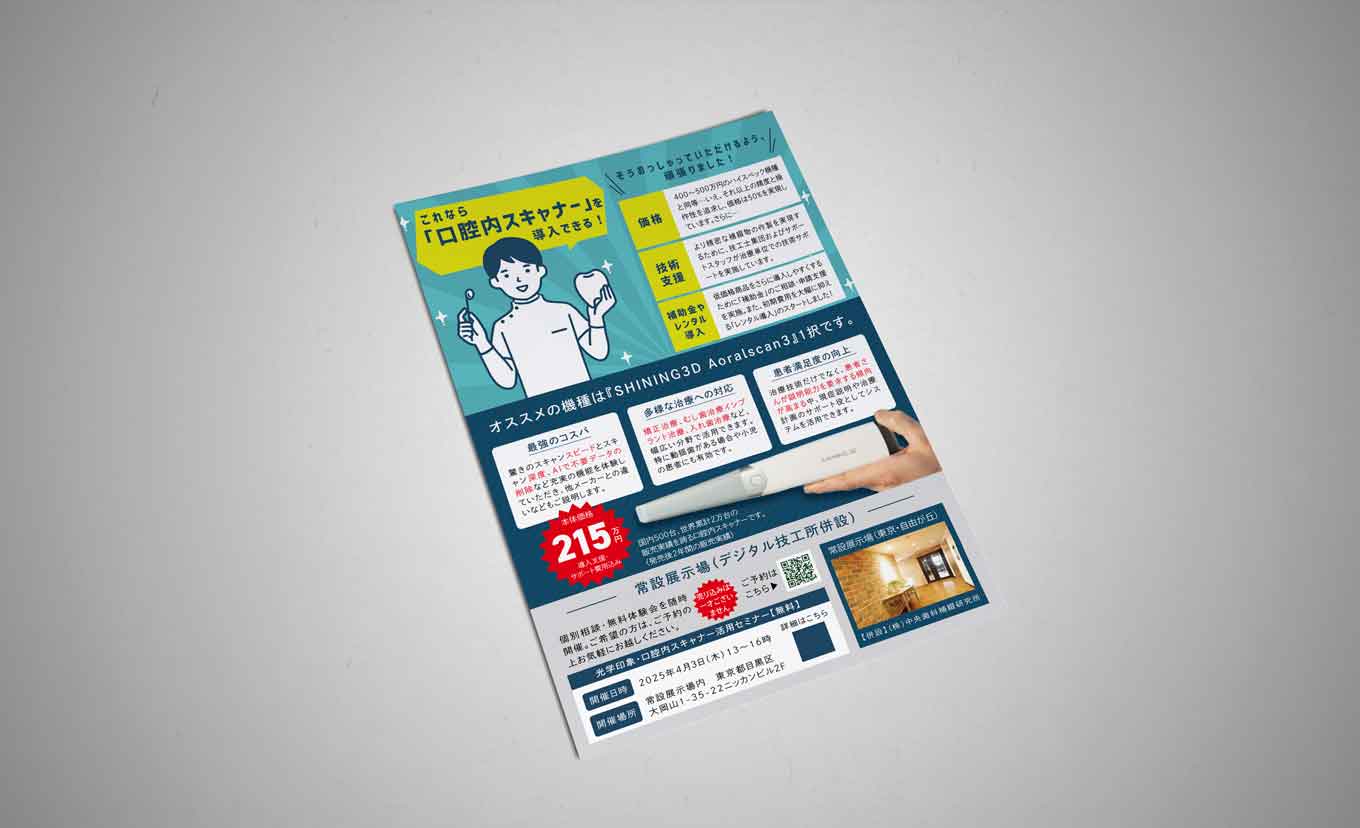 これなら
「口腔内スキャナー」を
導入できる！
そうおっしゃっていただけるよう、
頑張りました！
価格
400〜500万円のハイスペック機種
と同等…いえ、それ以上の精度と操
作性を追求し、価格は50%を実現し
ています。さらに…
技術
支援
より精密な補綴物の作製を実現す
るために、技工士集団およびサポー
トスタッフが治療単位での技術サポ
ートを実施しています。
補助金や
レンタル
導入
低価格商品をさらに導入しやすくする
ために「補助金」のご相談・申請支援
を実施。また、初期費用を大幅に抑え
る「レンタル導入」のスタートしました！
オススメの機種は『SHINING3D Aoralscan3』1択です。
最強のコスパ
驚きのスキャンスピードとスキ
ャン深度、AIで不要データの
削除など充実の機能を体験し
ていただき、他メーカーとの違
いなどもご説明します。
多様な治療への対応
矯正治療、むし歯治療インプ
ラント治療、入れ歯治療など、
幅広い分野で活用できます。
特に動揺歯がある場合や小児
の患者にも有効です。
患者満足度の向上
治療技術だけでなく、患者さ
んが説明能力を要求する傾向
が高まる中、現症説明や治療
計画のサポート役としてシス
テムを活用できます。
SHINING 3D
本体価格
215万円
導入支援・
サポート費用込み
国内500台、世界累計2万台の
販売実績を誇る口腔内スキャナーです。
（発売後2年間の販売実績）
常設展示場（デジタル技工所併設）
個別相談・無料体験会を随時
開催。ご希望の方は、ご予約の
上お気軽にお越しください。
売り込みは
一才ござい
ません
ご予約は
こちら▶
常設展示場（東京・自由が丘）
【併設】（株）中央歯科補綴研究所
光学印象・口腔内スキャナー活用セミナー【無料】
開催日時
2025年4月3日（木）13〜16時
開催場所
常設展示場内　東京都目黒区
大岡山1-35-22ニッカンビル2F
詳細はこちら